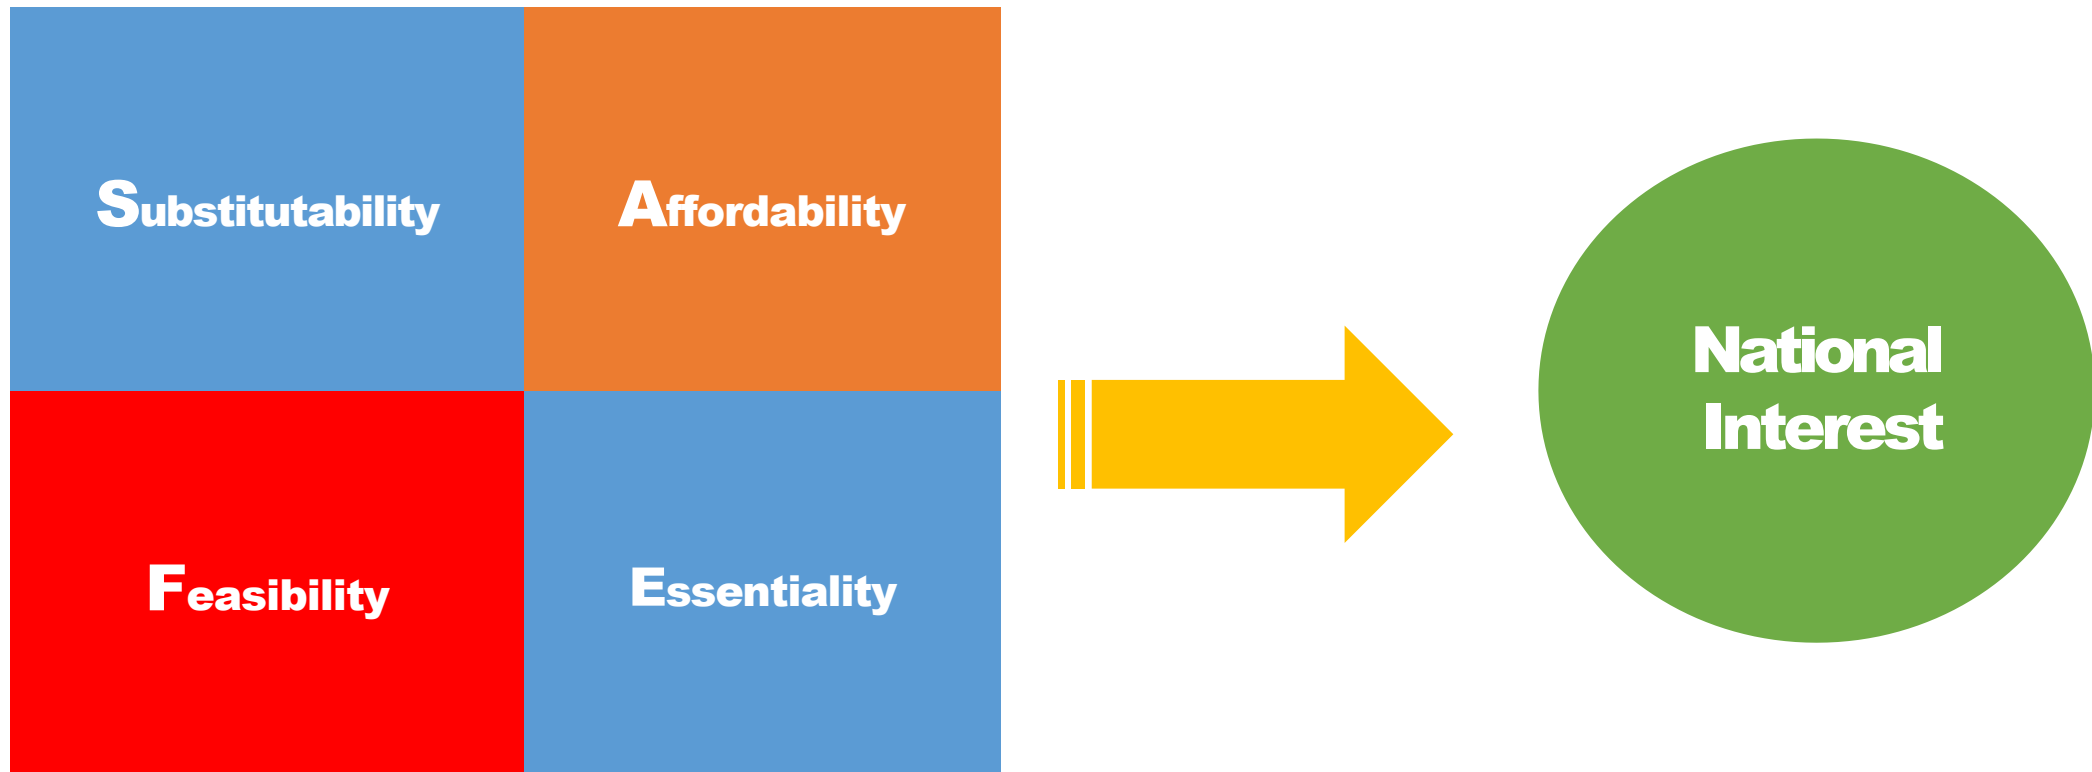 Substitutability
Affordability
Feasibility
Essentiality
National
Interest